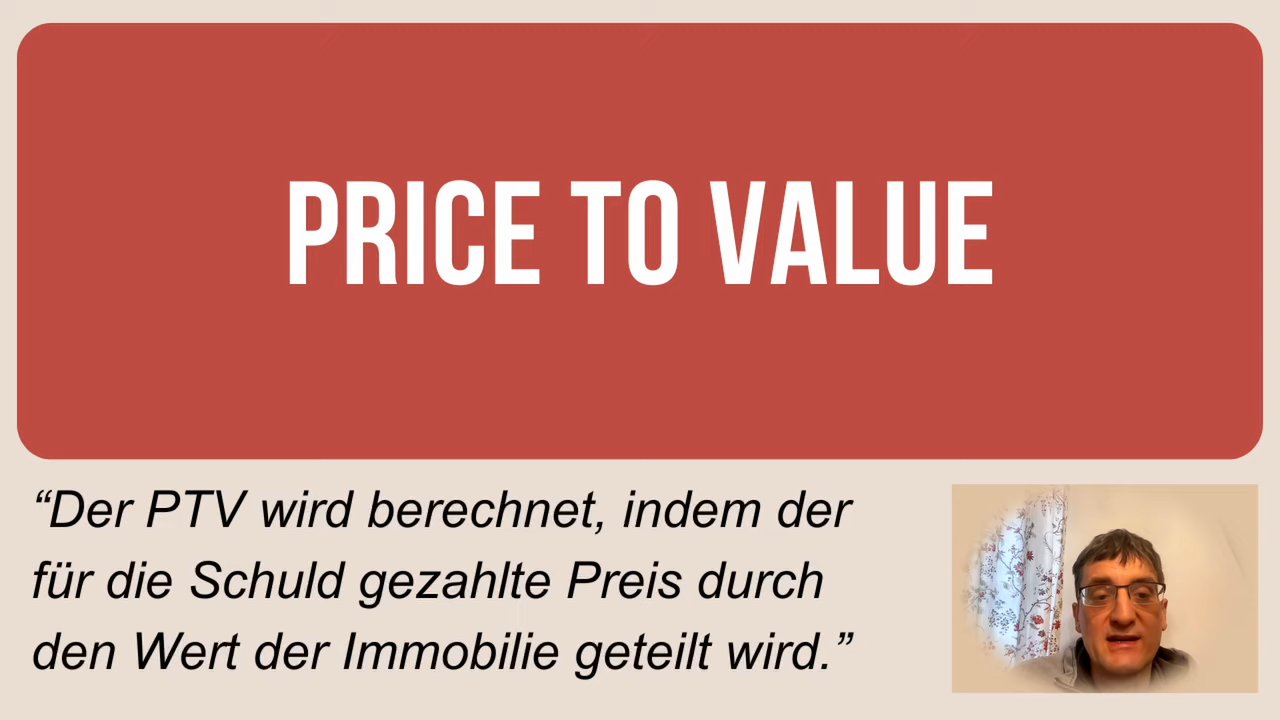 PRICE TO VALUE
“Der PTV wird berechnet, indem der
für die Schuld gezahlte Preis durch
den Wert der Immobilie geteilt wird.”